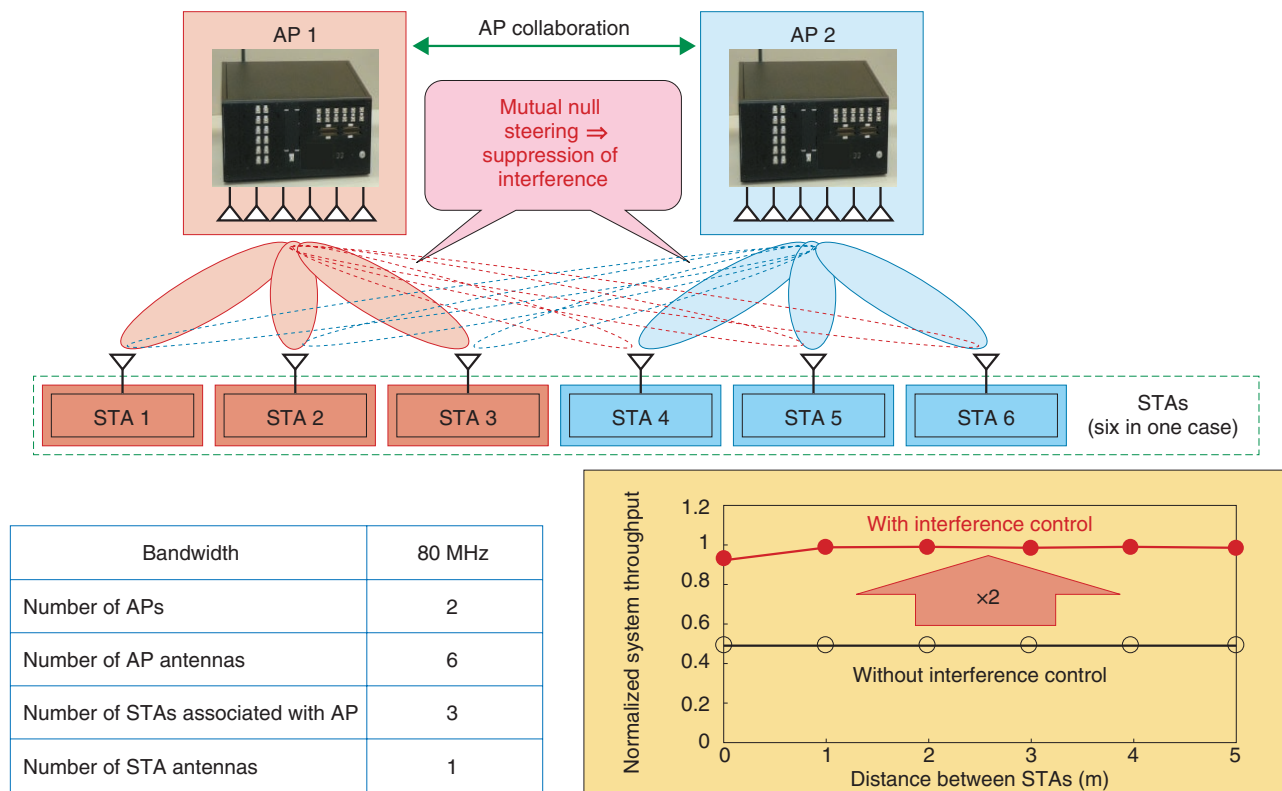 AP 1
AP collaboration
AP 2
Mutual null
steering ⇒
suppression of
interference
STA 1
STA 2
STA 3
STA 4
STA 5
STA 6
STAs
(six in one case)
Bandwidth 80 MHz
Number of APs 2
Number of AP antennas 6
Number of STAs associated with AP 3
Number of STA antennas 1
Normalized system throughput
1.2
1
0.8
0.6
0.4
0.2
0
With interference control
×2
Without interference control
0 1 2 3 4 5
Distance between STAs (m)